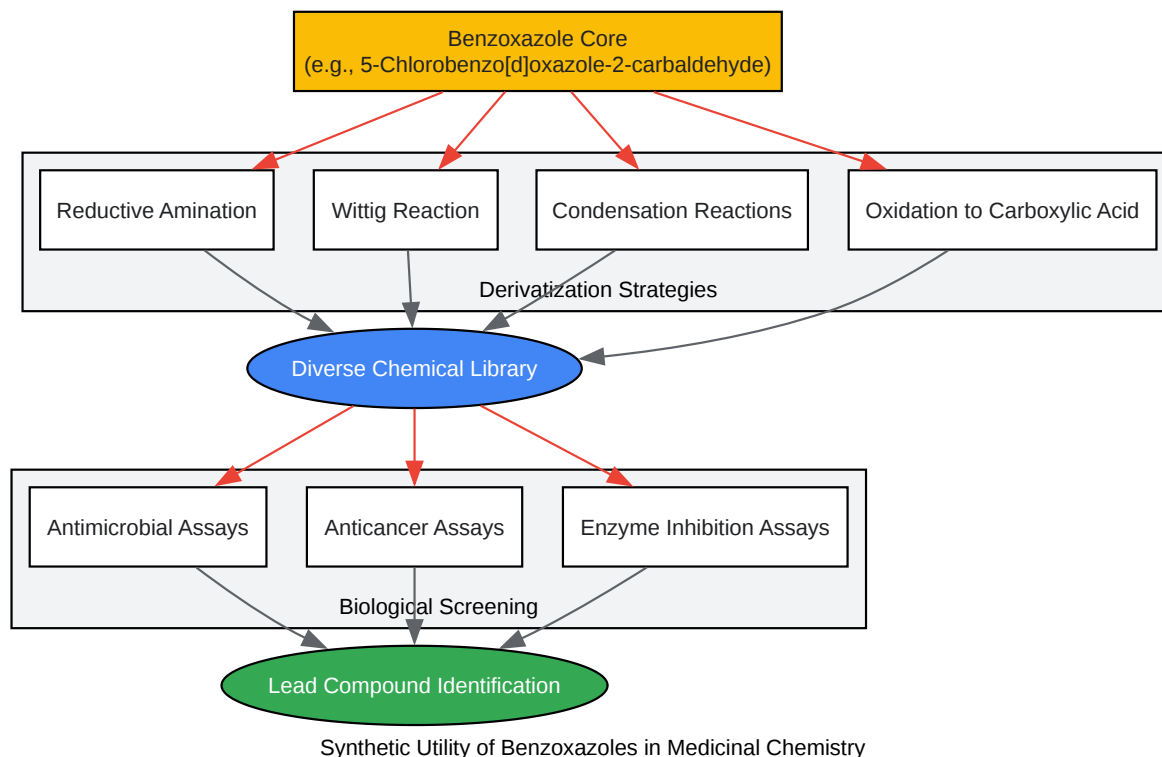 Benzoxazole Core
(e.g., 5-Chlorobenzo[d]oxazole-2-carbaldehyde)
Reductive Amination
Wittig Reaction
Condensation Reactions
Oxidation to Carboxylic Acid
Derivatization Strategies
Diverse Chemical Library
Antimicrobial Assays
Anticancer Assays
Enzyme Inhibition Assays
Biological Screening
Lead Compound Identification
Synthetic Utility of Benzoxazoles in Medicinal Chemistry